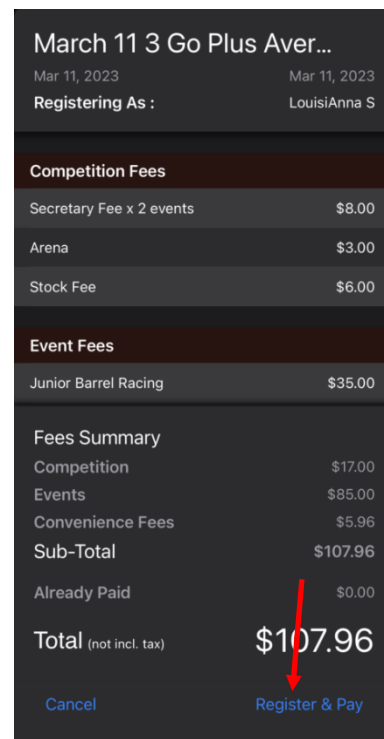 March 11 3 Go Plus Aver...
Mar 11, 2023 Mar 11, 2023
Registering As : LouisiAnna S
Competition Fees
Secretary Fee x 2 events $8.00
Arena $3.00
Stock Fee $6.00
Event Fees
Junior Barrel Racing $35.00
Fees Summary
Competition $17.00
Events $85.00
Convenience Fees $5.96
Sub-Total $107.96
Already Paid $0.00
Total (not incl. tax) $107.96
Cancel Register & Pay